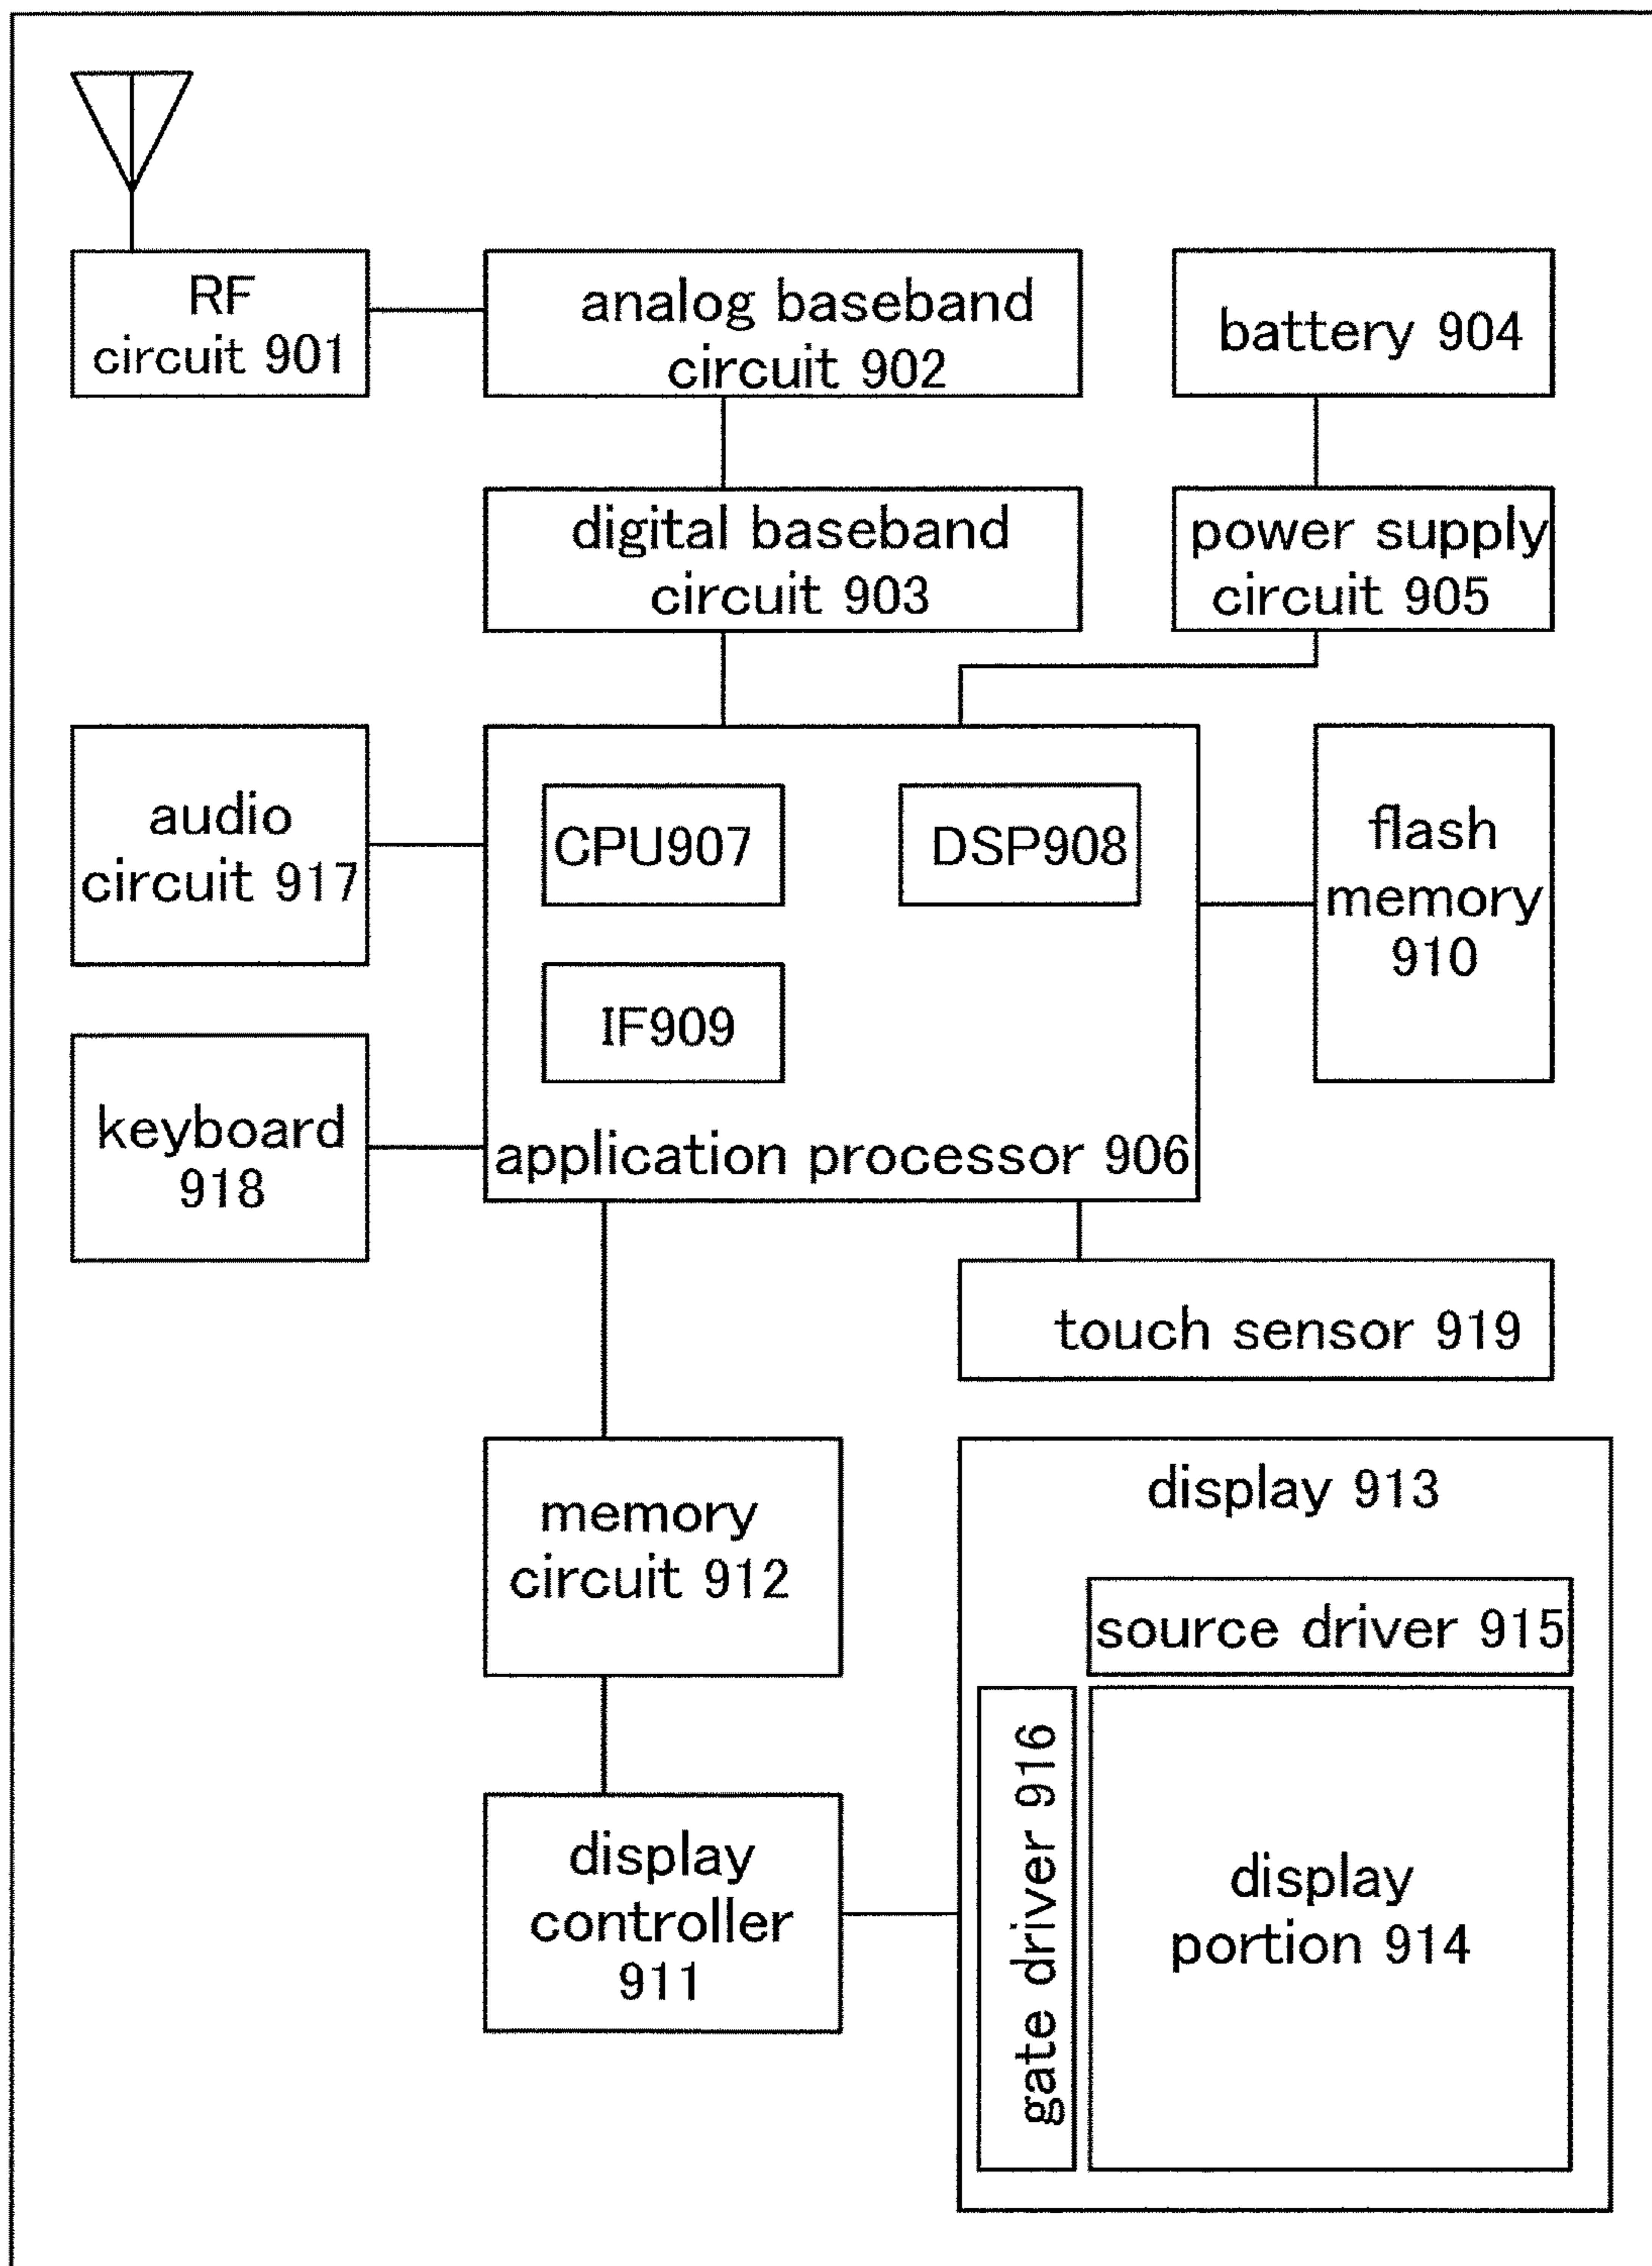 RF
circuit 901
analog baseband
circuit 902
battery 904
digital baseband
circuit 903
power supply
circuit 905
audio
circuit 917
CPU907
DSP908
flash
memory
910
IF909
keyboard
918
application processor 906
touch sensor 919
memory
circuit 912
display 913
source driver 915
gate driver 916
display
portion 914
display
controller
911